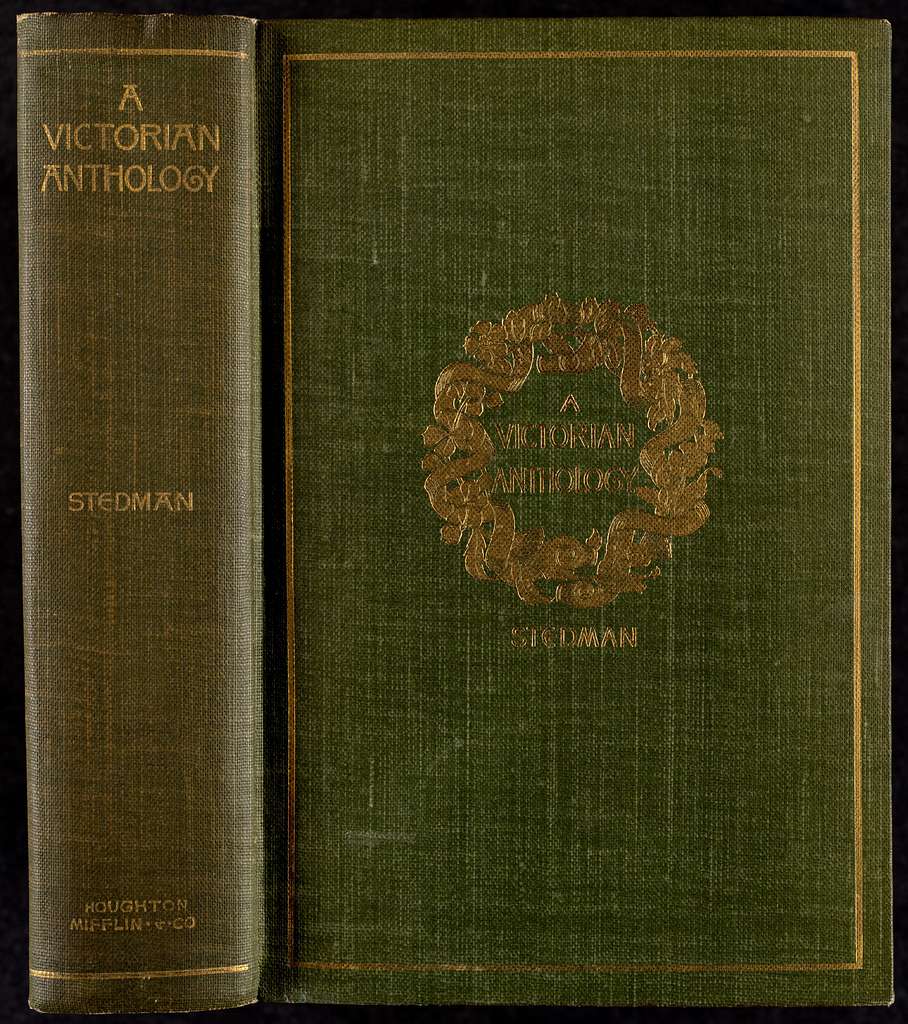 A
VICTORIAN
ANTHOLOGY
STEDMAN
HOUGHTON
MIFFLIN·&·CO
A
VICTORIAN
ANTHOLOGY
STEDMAN